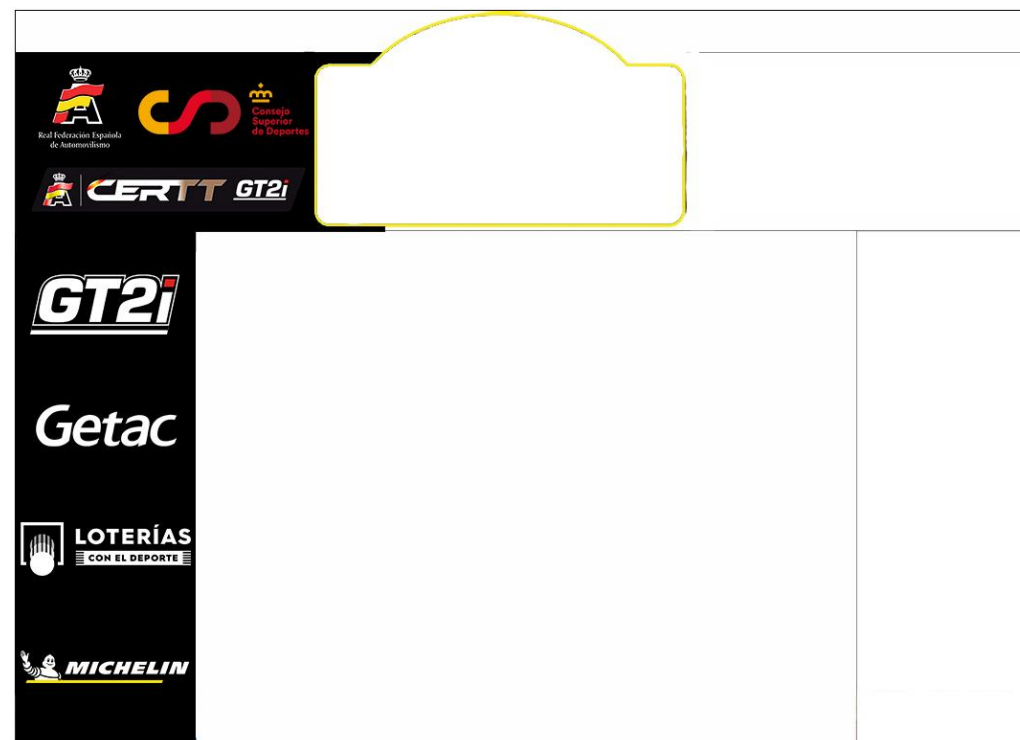 Real Federación Española
de Automovilismo
Consejo
Superior
de Deportes
CERTT GT2i
GT2i
Getac
LOTERÍAS
CON EL DEPORTE
MICHELIN